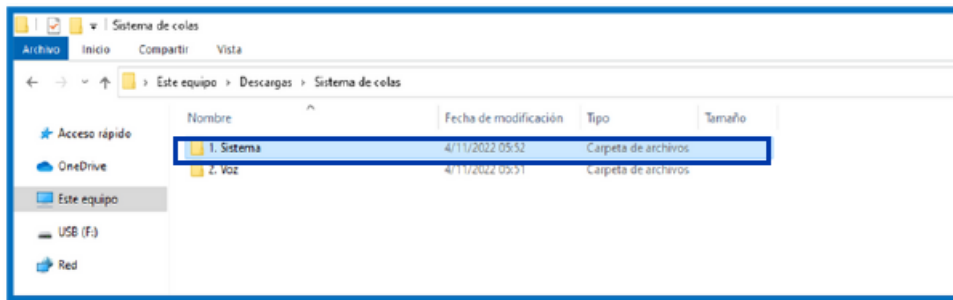 Sistema de colas
Archivo Inicio Compartir Vista
Este equipo > Descargas > Sistema de colas
Nombre Fecha de modificación Tipo Tamaño
Acceso rápido
1. Sistema 4/11/2022 05:52 Carpeta de archivos
OneDrive
2. Voz 4/11/2022 05:51 Carpeta de archivos
Este equipo
USB (F:)
Red